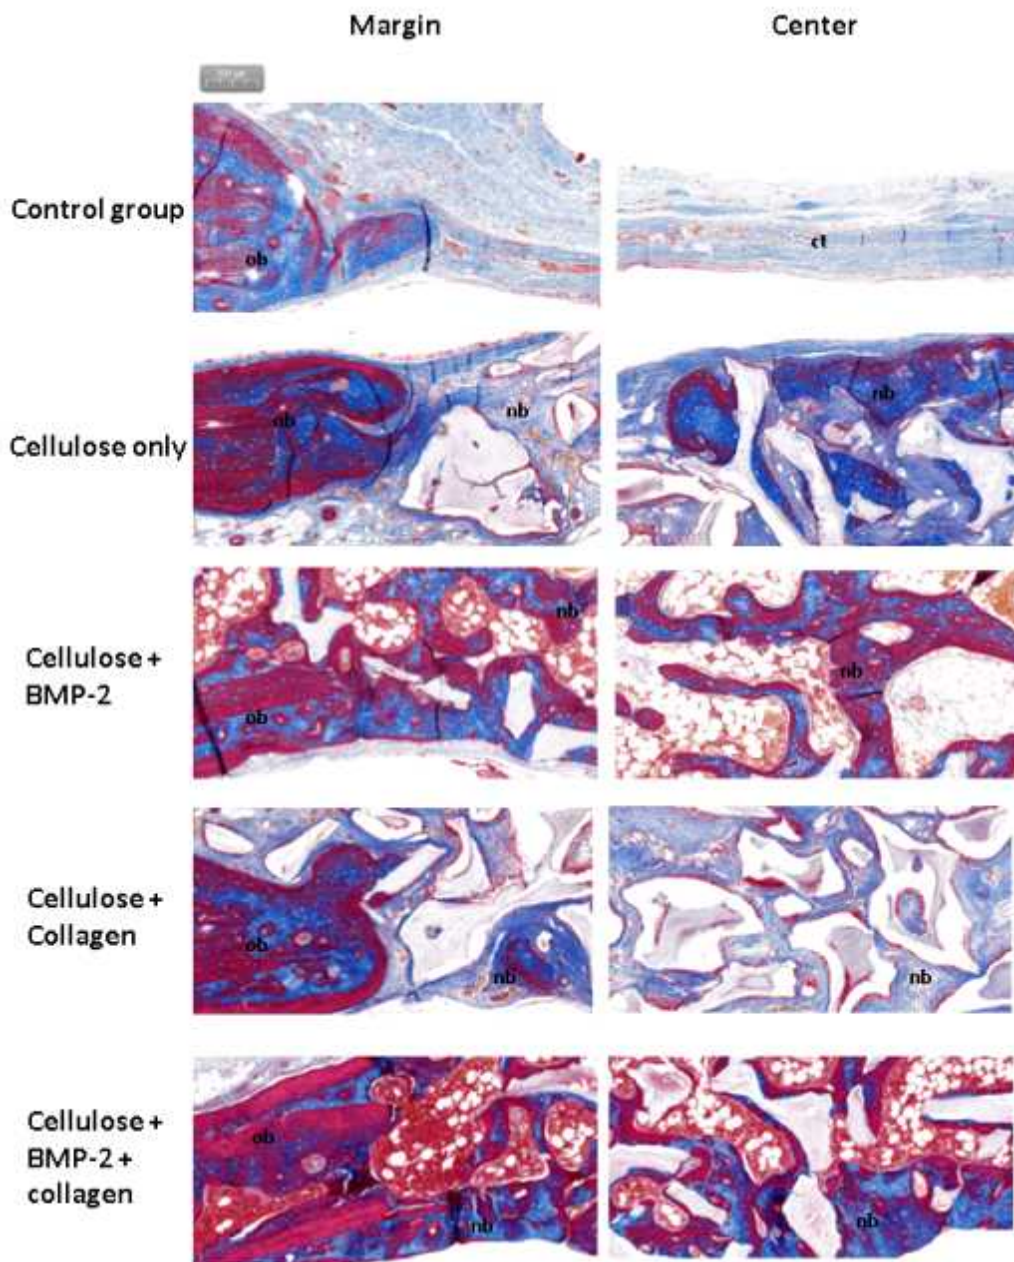 Margin
Center
Control group
ob
ct
Cellulose only
nb
nb
nb
Cellulose +
BMP-2
nb
ob
nb
Cellulose +
Collagen
ob
nb
nb
Cellulose +
BMP-2 +
collagen
ob
nb
nb